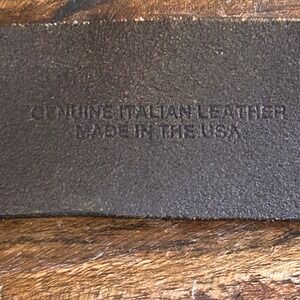 GENUINE ITALIAN LEATHER
MADE IN THE USA